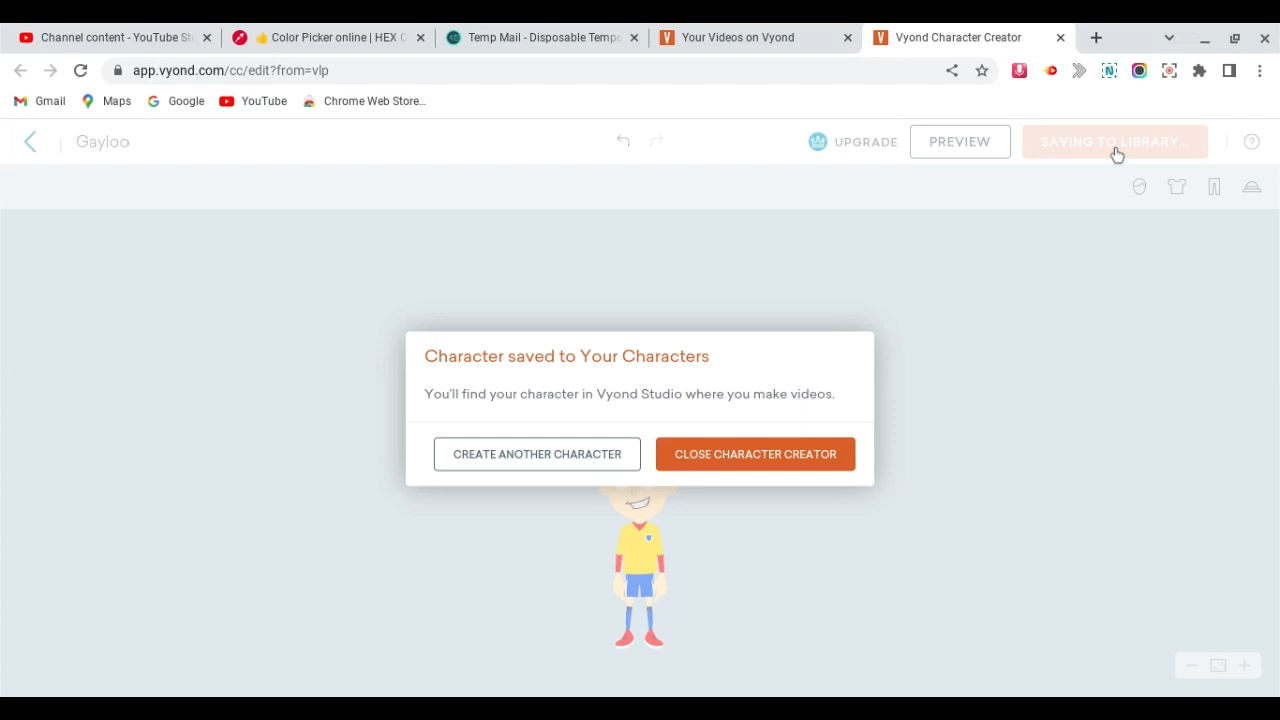 Channel content - YouTube St
👍 Color Picker online | HEX C
Temp Mail - Disposable Tempo
Your Videos on Vyond
Vyond Character Creator
app.vyond.com/cc/edit?from=vlp
Gmail
Maps
Google
YouTube
Chrome Web Store...
Gayloo
UPGRADE
PREVIEW
SAVING TO LIBRARY...
Character saved to Your Characters
You'll find your character in Vyond Studio where you make videos.
CREATE ANOTHER CHARACTER
CLOSE CHARACTER CREATOR